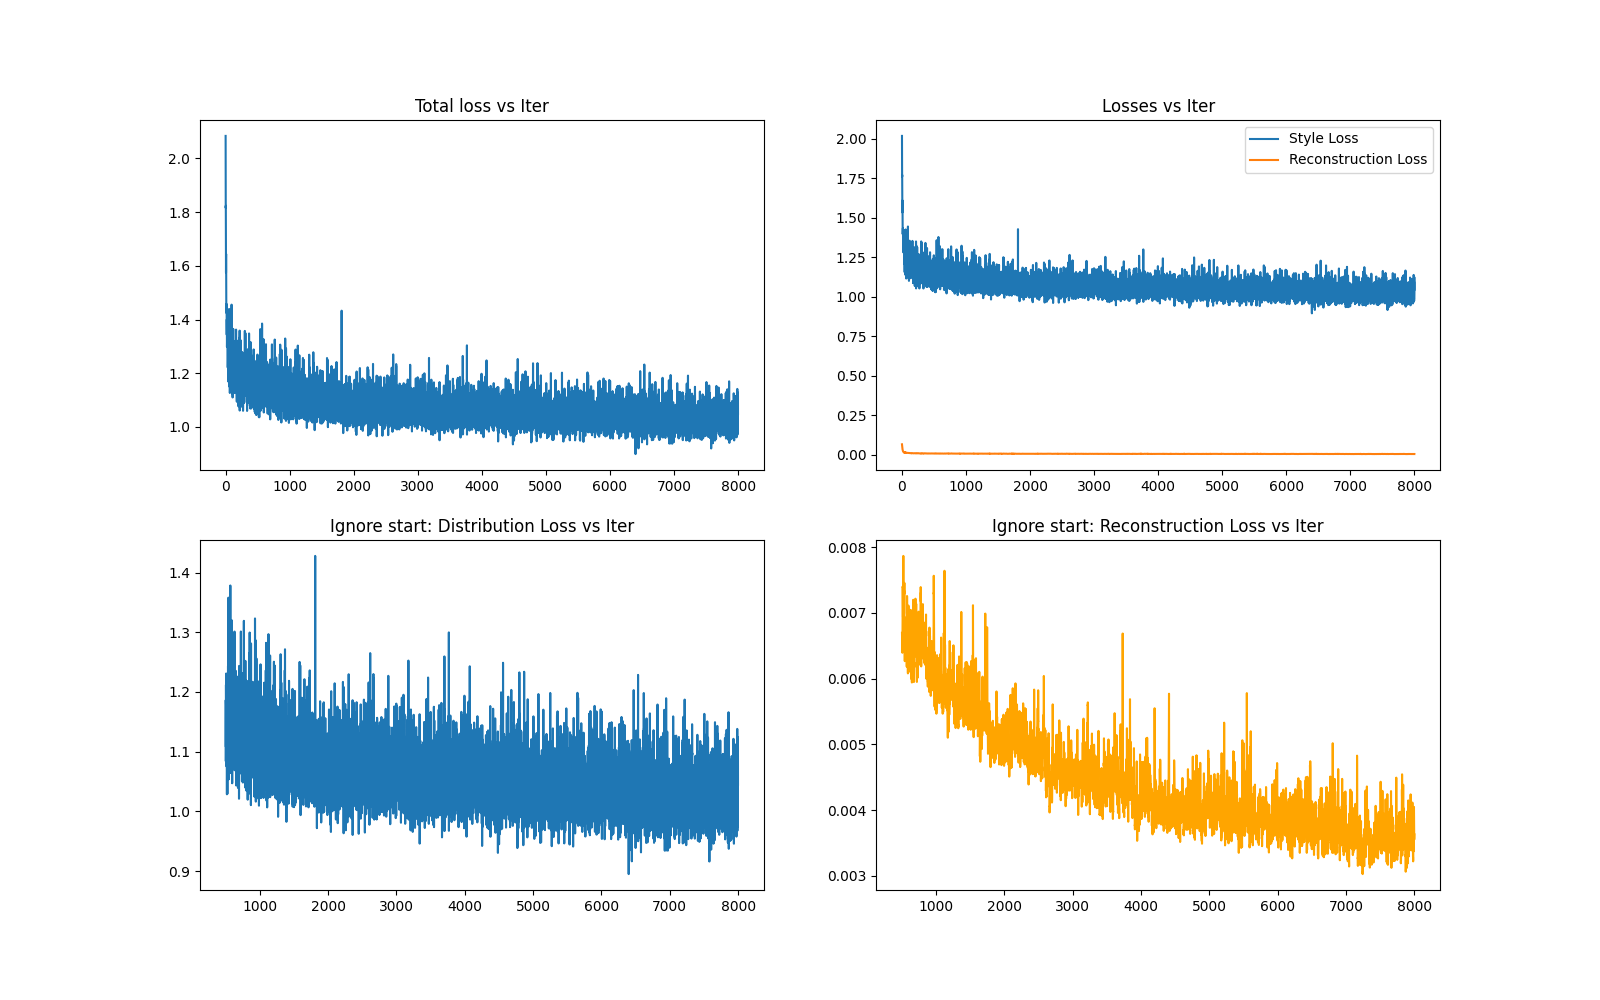 Total loss vs Iter
2.0
1.8
1.6
1.4
1.2
1.0
0 1000 2000 3000 4000 5000 6000 7000 8000
Losses vs Iter
Style Loss
Reconstruction Loss
2.00
1.75
1.50
1.25
1.00
0.75
0.50
0.25
0.00
0 1000 2000 3000 4000 5000 6000 7000 8000
Ignore start: Distribution Loss vs Iter
1.4
1.3
1.2
1.1
1.0
0.9
1000 2000 3000 4000 5000 6000 7000 8000
Ignore start: Reconstruction Loss vs Iter
0.008
0.007
0.006
0.005
0.004
0.003
1000 2000 3000 4000 5000 6000 7000 8000